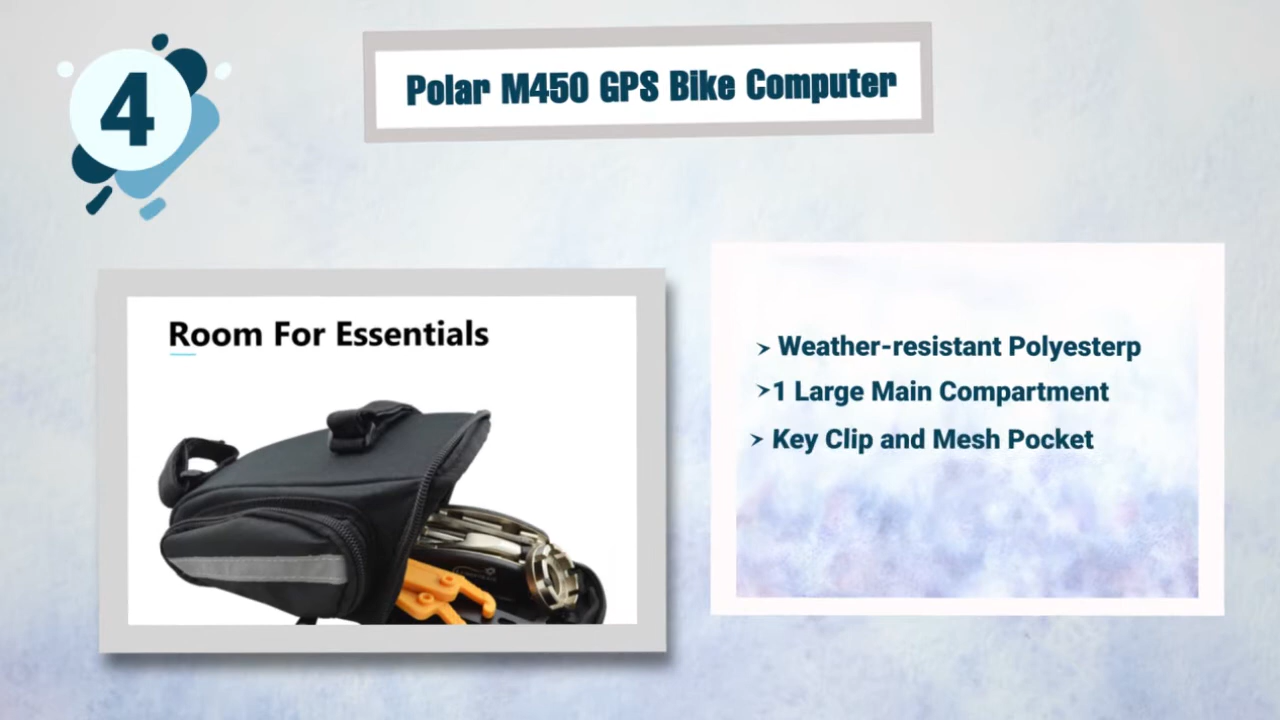 4
Polar M450 GPS Bike Computer
Room For Essentials
➢ Weather-resistant Polyesterp
➢1 Large Main Compartment
➢ Key Clip and Mesh Pocket